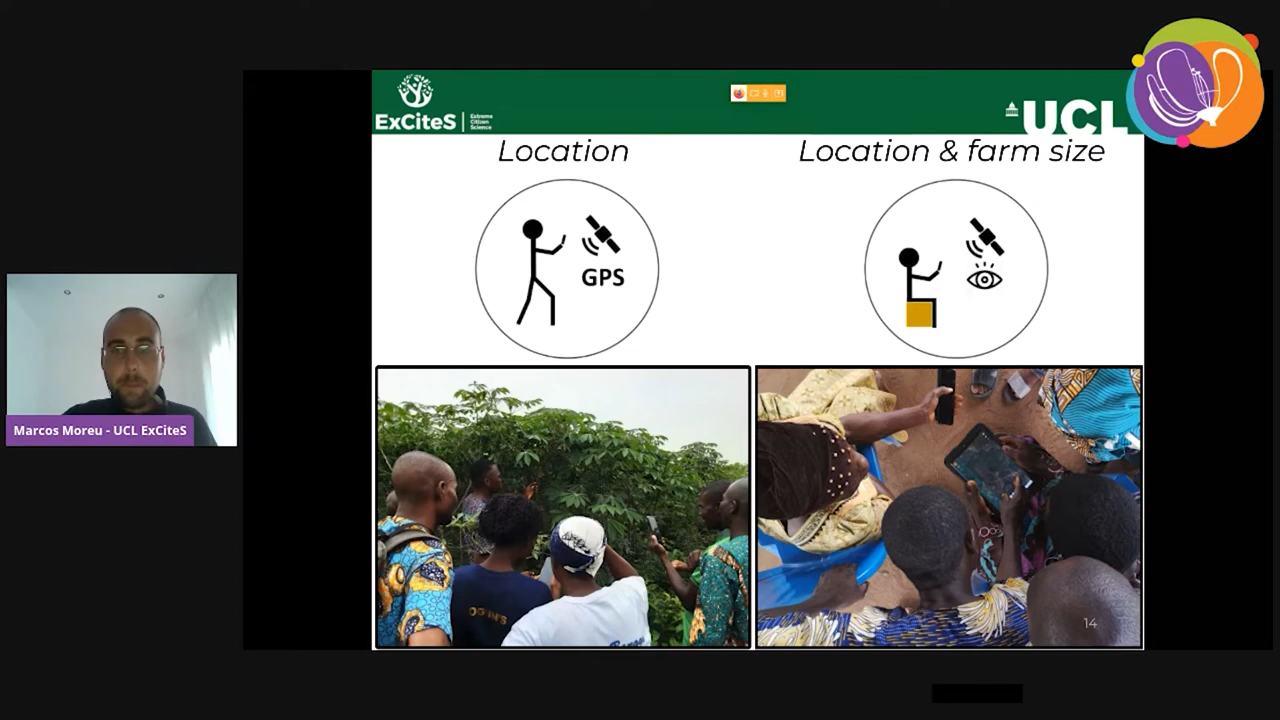 ExCiteS
Extreme
Citizen
Science
UCL
Location
Location & farm size
GPS
Marcos Moreu - UCL ExCiteS
14